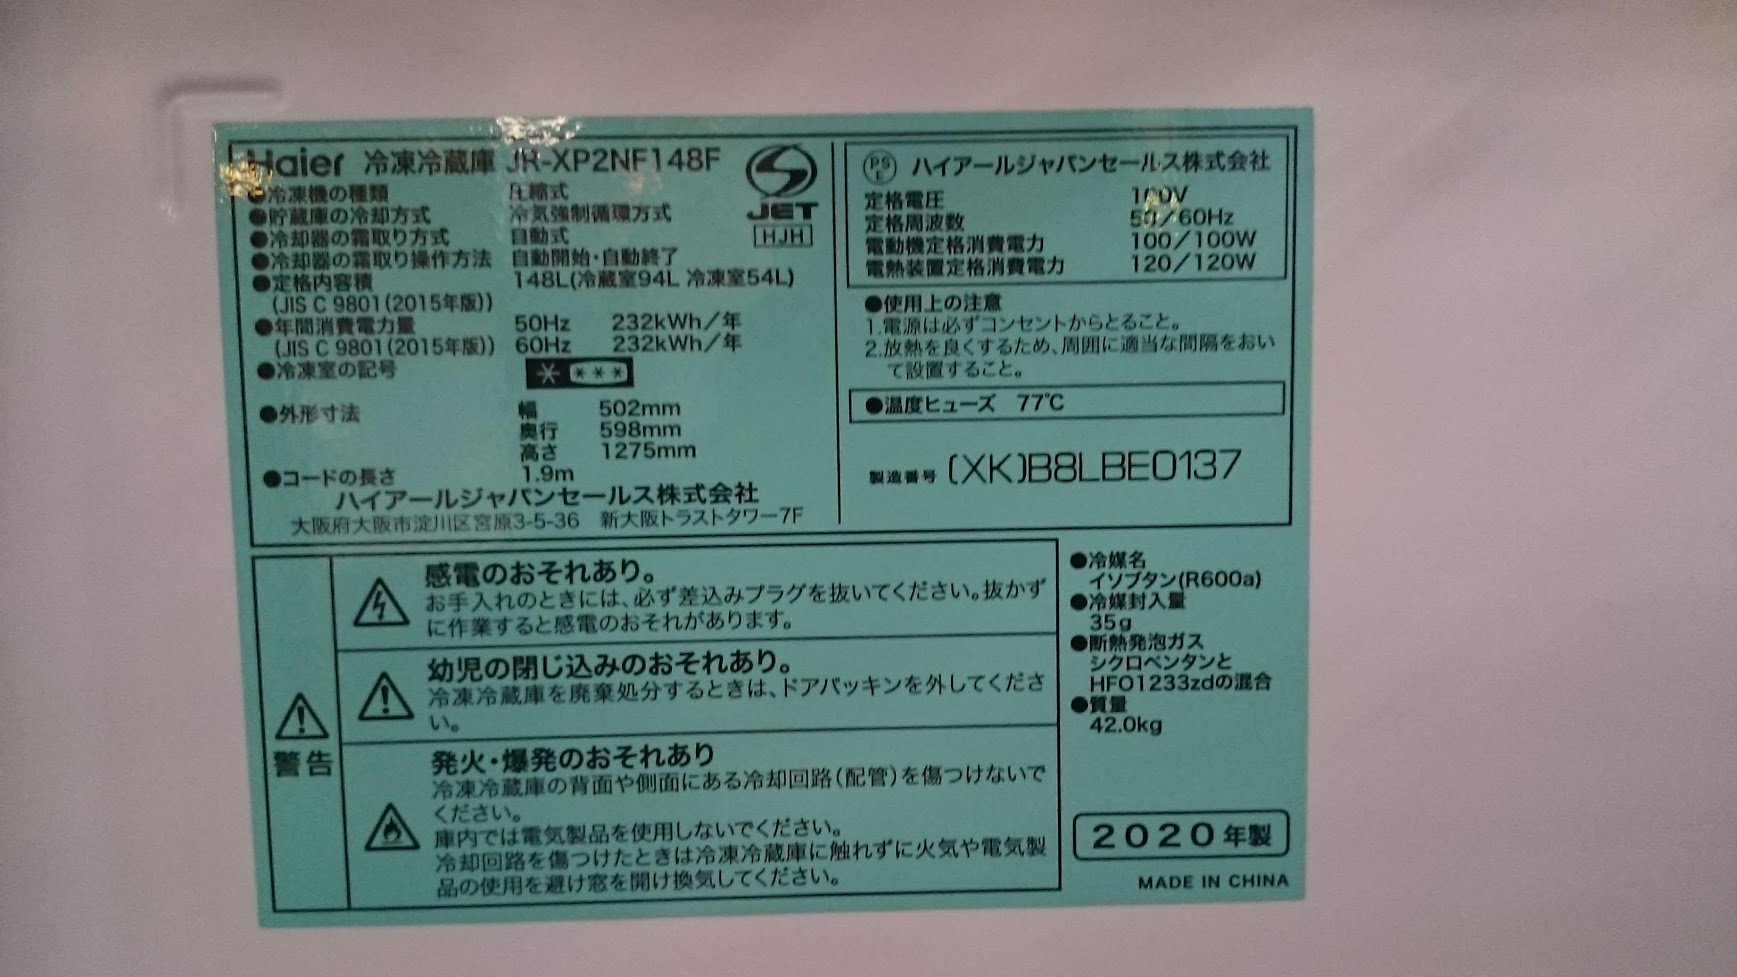 Haier 冷凍冷蔵庫 JR-XP2NF148F
●冷凍機の種類 圧縮式
●貯蔵庫の冷却方式 冷気強制循環方式
●冷却器の霜取り方式 自動式
●冷却器の霜取り操作方法 自動開始・自動終了
●定格内容積 148L(冷蔵室94L 冷凍室54L)
(JIS C 9801(2015年版))
●年間消費電力量 50Hz 232kWh/年
(JIS C 9801(2015年版)) 60Hz 232kWh/年
●冷凍室の記号
●外形寸法 幅 502mm
奥行 598mm
高さ 1275mm
●コードの長さ 1.9m
ハイアールジャパンセールス株式会社
大阪府大阪市淀川区宮原3-5-36 新大阪トラストタワー7F
JET
HJH
PSE ハイアールジャパンセールス株式会社
定格電圧 100V
定格周波数 50/60Hz
電動機定格消費電力 100/100W
電熱装置定格消費電力 120/120W
●使用上の注意
1.電源は必ずコンセントからとること。
2.放熱を良くするため、周囲に適当な間隔をおい
て設置すること。
●温度ヒューズ 77℃
製造番号 (XK)B8LBE0137
警告
感電のおそれあり。
お手入れのときには、必ず差込みプラグを抜いてください。抜かず
に作業すると感電のおそれがあります。
幼児の閉じ込みのおそれあり。
冷凍冷蔵庫を廃棄処分するときは、ドアパッキンを外してくださ
い。
発火・爆発のおそれあり
冷凍冷蔵庫の背面や側面にある冷却回路(配管)を傷つけないで
ください。
庫内では電気製品を使用しないでください。
冷却回路を傷つけたときは冷凍冷蔵庫に触れずに火気や電気製
品の使用を避け窓を開け換気してください。
●冷媒名
イソブタン(R600a)
●冷媒封入量
35g
●断熱発泡ガス
シクロペンタンと
HFO1233zdの混合
●質量
42.0kg
2020年製
MADE IN CHINA